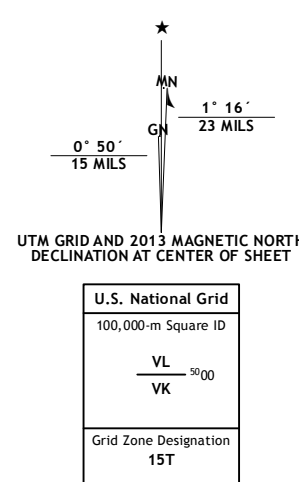 ★
MN
1° 16´
23 MILS
GN
0° 50´
15 MILS
UTM GRID AND 2013 MAGNETIC NORTH
DECLINATION AT CENTER OF SHEET
U.S. National Grid
100,000-m Square ID
VL
5000
VK
Grid Zone Designation
15T